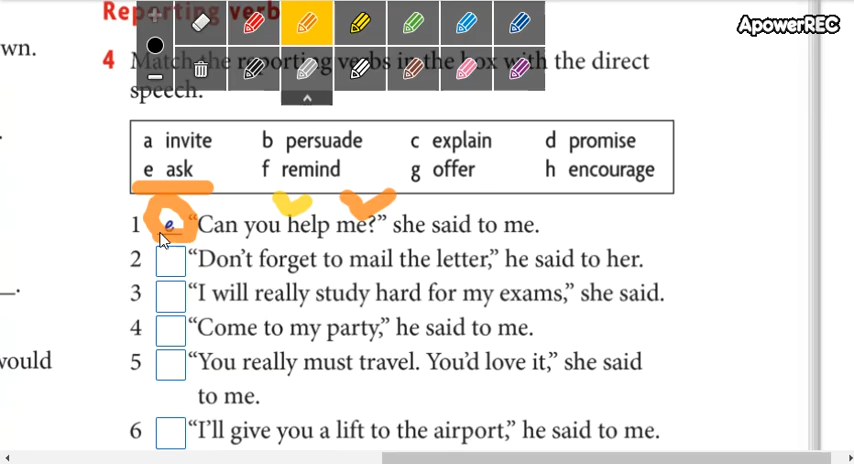 Reporting verb
ApowerREC
wn.
4 Match the reporting verbs in the box with the direct
speech.
a invite b persuade c explain d promise
e ask f remind g offer h encourage
1 e “Can you help me?” she said to me.
2 “Don’t forget to mail the letter,” he said to her.
3 “I will really study hard for my exams,” she said.
4 “Come to my party,” he said to me.
5 “You really must travel. You’d love it,” she said
would
to me.
6 “I’ll give you a lift to the airport,” he said to me.